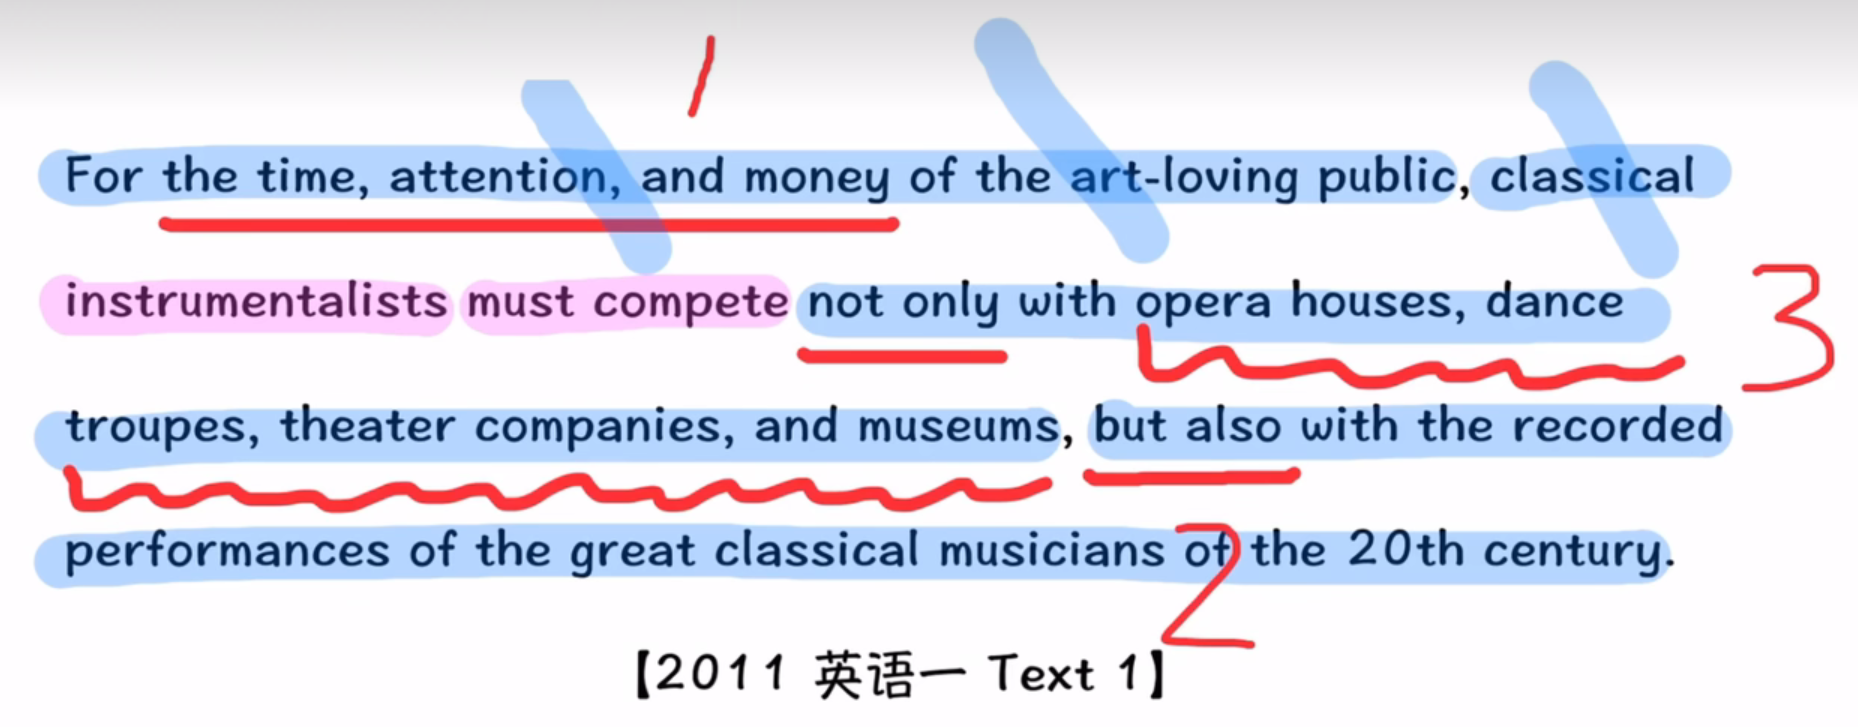 1
For the time, attention, and money of the art-loving public, classical
instrumentalists must compete not only with opera houses, dance
3
troupes, theater companies, and museums, but also with the recorded
performances of the great classical musicians of the 20th century.
2
【2011 英语一 Text 1】